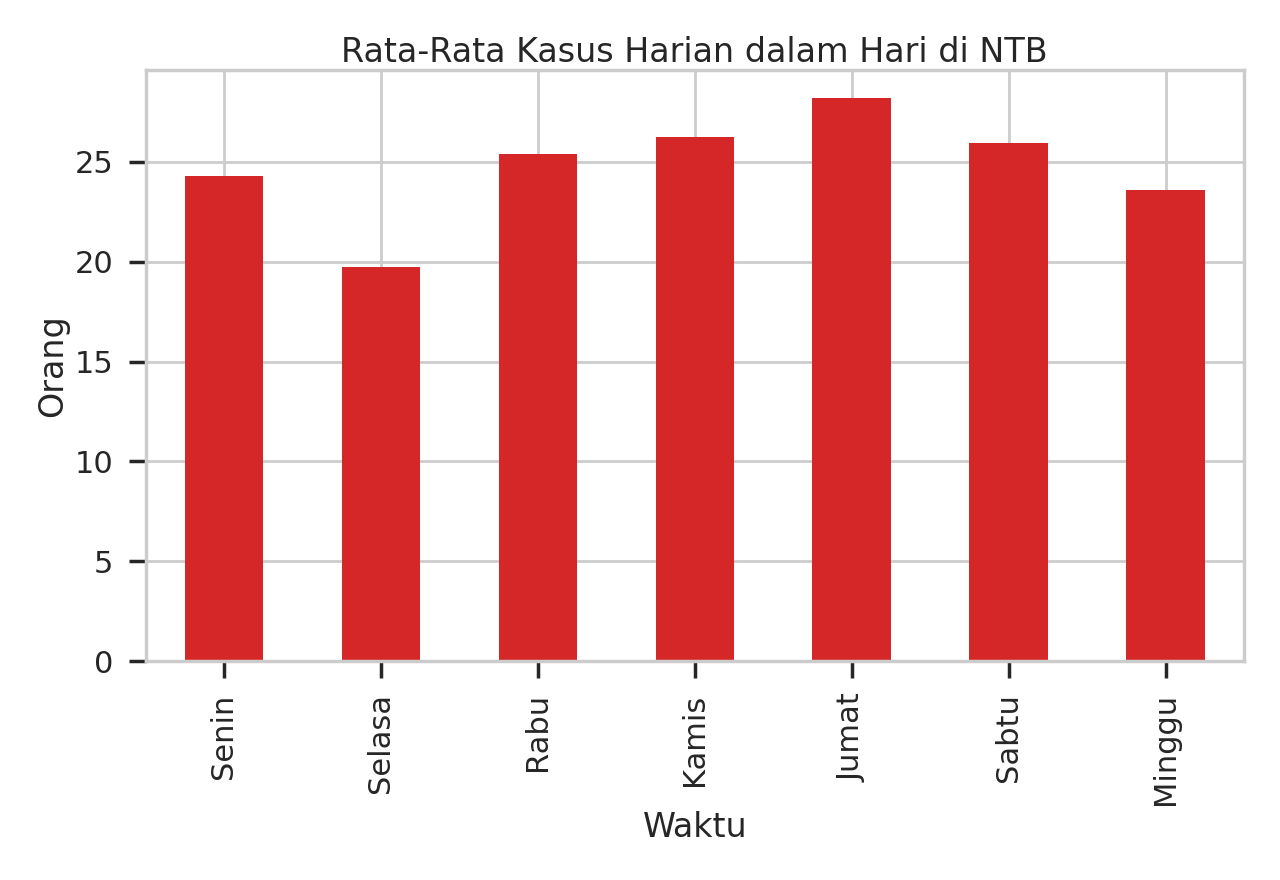 Rata-Rata Kasus Harian dalam Hari di NTB
Orang
25
20
15
10
5
0
Senin
Selasa
Rabu
Kamis
Jumat
Sabtu
Minggu
Waktu